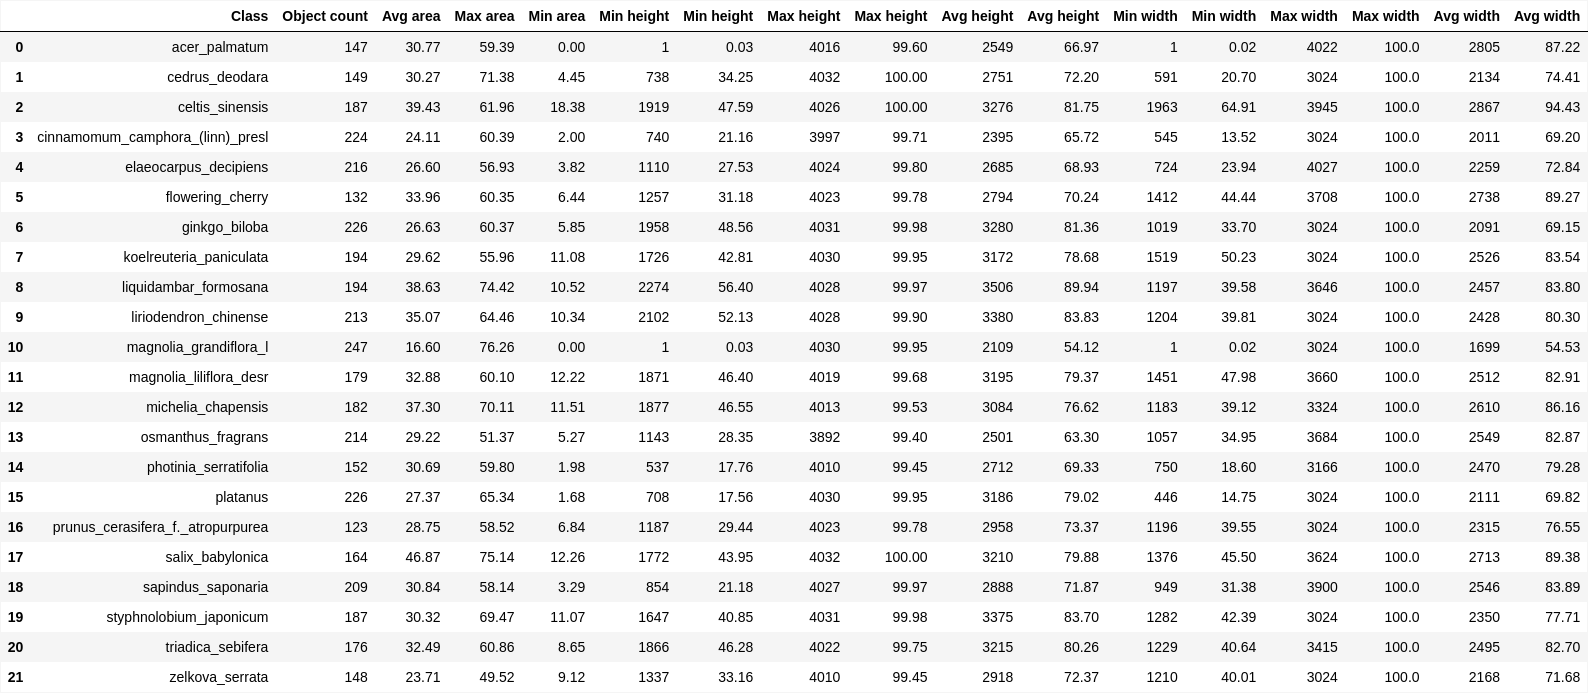 Class Object count Avg area Max area Min area Min height Min height Max height Max height Avg height Avg height Min width Min width Max width Max width Avg width Avg width
0 acer_palmatum 147 30.77 59.39 0.00 1 0.03 4016 99.60 2549 66.97 1 0.02 4022 100.0 2805 87.22
1 cedrus_deodara 149 30.27 71.38 4.45 738 34.25 4032 100.00 2751 72.20 591 20.70 3024 100.0 2134 74.41
2 celtis_sinensis 187 39.43 61.96 18.38 1919 47.59 4026 100.00 3276 81.75 1963 64.91 3945 100.0 2867 94.43
3 cinnamomum_camphora_(linn)_presl 224 24.11 60.39 2.00 740 21.16 3997 99.71 2395 65.72 545 13.52 3024 100.0 2011 69.20
4 elaeocarpus_decipiens 216 26.60 56.93 3.82 1110 27.53 4024 99.80 2685 68.93 724 23.94 4027 100.0 2259 72.84
5 flowering_cherry 132 33.96 60.35 6.44 1257 31.18 4023 99.78 2794 70.24 1412 44.44 3708 100.0 2738 89.27
6 ginkgo_biloba 226 26.63 60.37 5.85 1958 48.56 4031 99.98 3280 81.36 1019 33.70 3024 100.0 2091 69.15
7 koelreuteria_paniculata 194 29.62 55.96 11.08 1726 42.81 4030 99.95 3172 78.68 1519 50.23 3024 100.0 2526 83.54
8 liquidambar_formosana 194 38.63 74.42 10.52 2274 56.40 4028 99.97 3506 89.94 1197 39.58 3646 100.0 2457 83.80
9 liriodendron_chinense 213 35.07 64.46 10.34 2102 52.13 4028 99.90 3380 83.83 1204 39.81 3024 100.0 2428 80.30
10 magnolia_grandiflora_l 247 16.60 76.26 0.00 1 0.03 4030 99.95 2109 54.12 1 0.02 3024 100.0 1699 54.53
11 magnolia_liliflora_desr 179 32.88 60.10 12.22 1871 46.40 4019 99.68 3195 79.37 1451 47.98 3660 100.0 2512 82.91
12 michelia_chapensis 182 37.30 70.11 11.51 1877 46.55 4013 99.53 3084 76.62 1183 39.12 3324 100.0 2610 86.16
13 osmanthus_fragrans 214 29.22 51.37 5.27 1143 28.35 3892 99.40 2501 63.30 1057 34.95 3684 100.0 2549 82.87
14 photinia_serratifolia 152 30.69 59.80 1.98 537 17.76 4010 99.45 2712 69.33 750 18.60 3166 100.0 2470 79.28
15 platanus 226 27.37 65.34 1.68 708 17.56 4030 99.95 3186 79.02 446 14.75 3024 100.0 2111 69.82
16 prunus_cerasifera_f._atropurpurea 123 28.75 58.52 6.84 1187 29.44 4023 99.78 2958 73.37 1196 39.55 3024 100.0 2315 76.55
17 salix_babylonica 164 46.87 75.14 12.26 1772 43.95 4032 100.00 3210 79.88 1376 45.50 3624 100.0 2713 89.38
18 sapindus_saponaria 209 30.84 58.14 3.29 854 21.18 4027 99.97 2888 71.87 949 31.38 3900 100.0 2546 83.89
19 styphnolobium_japonicum 187 30.32 69.47 11.07 1647 40.85 4031 99.98 3375 83.70 1282 42.39 3024 100.0 2350 77.71
20 triadica_sebifera 176 32.49 60.86 8.65 1866 46.28 4022 99.75 3215 80.26 1229 40.64 3415 100.0 2495 82.70
21 zelkova_serrata 148 23.71 49.52 9.12 1337 33.16 4010 99.45 2918 72.37 1210 40.01 3024 100.0 2168 71.68